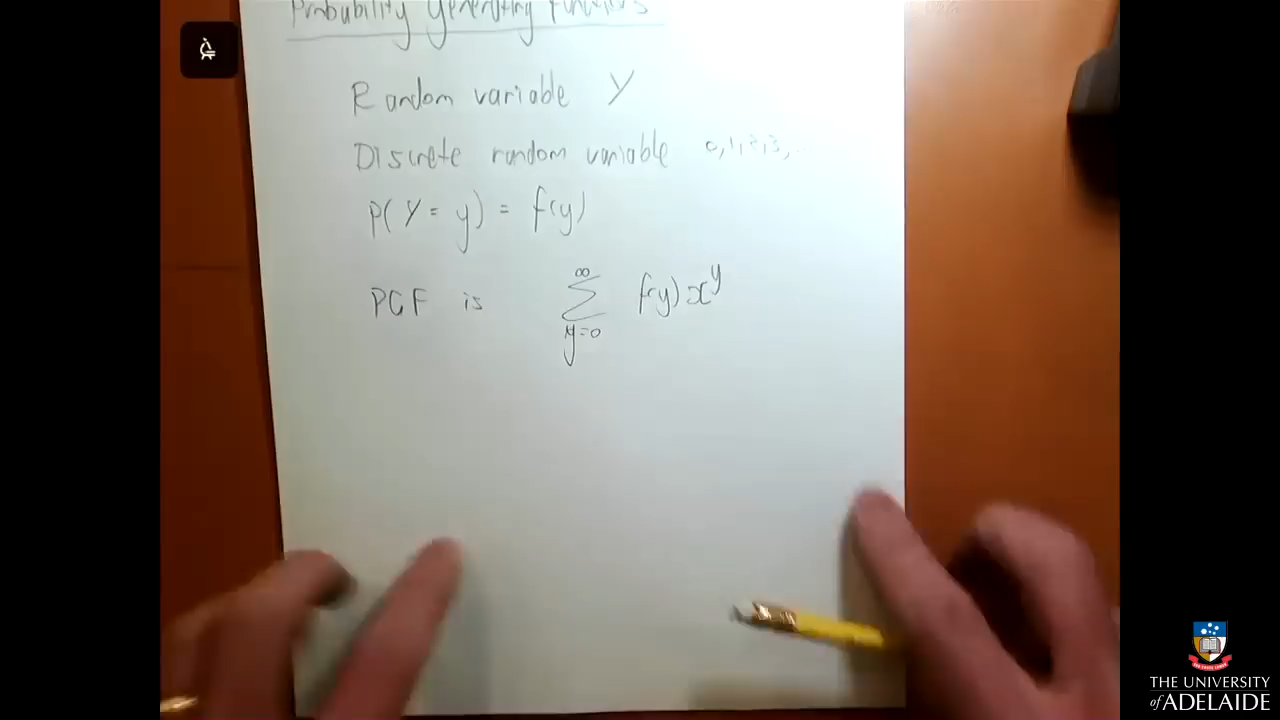 Probability Generating Functions
Random variable Y
Discrete random variable 0,1,2,3,...
P(Y = y) = f(y)
PGF is ∞ ∑ y=0 f(y) x^y
THE UNIVERSITY
of ADELAIDE